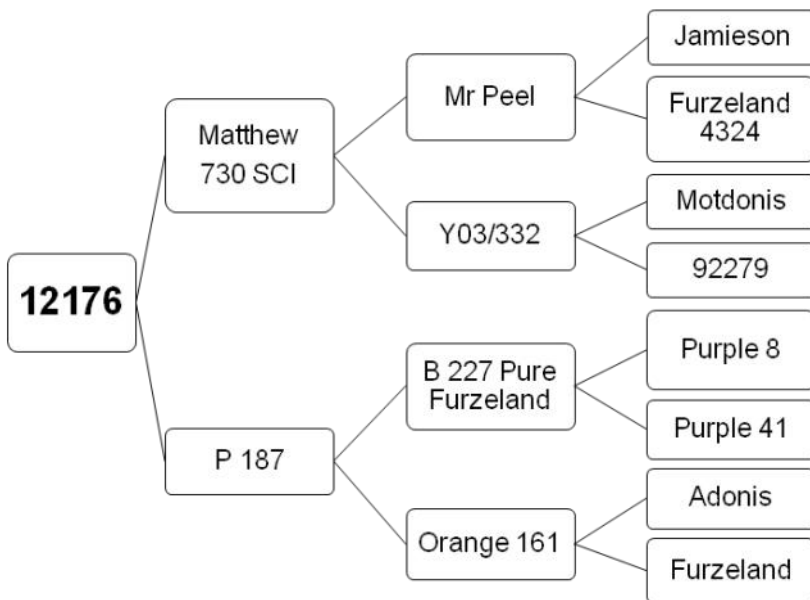 Jamieson
Mr Peel
Furzeland
4324
Matthew
730 SCI
Motdonis
Y03/332
92279
12176
Purple 8
B 227 Pure
Furzeland
Purple 41
P 187
Adonis
Orange 161
Furzeland